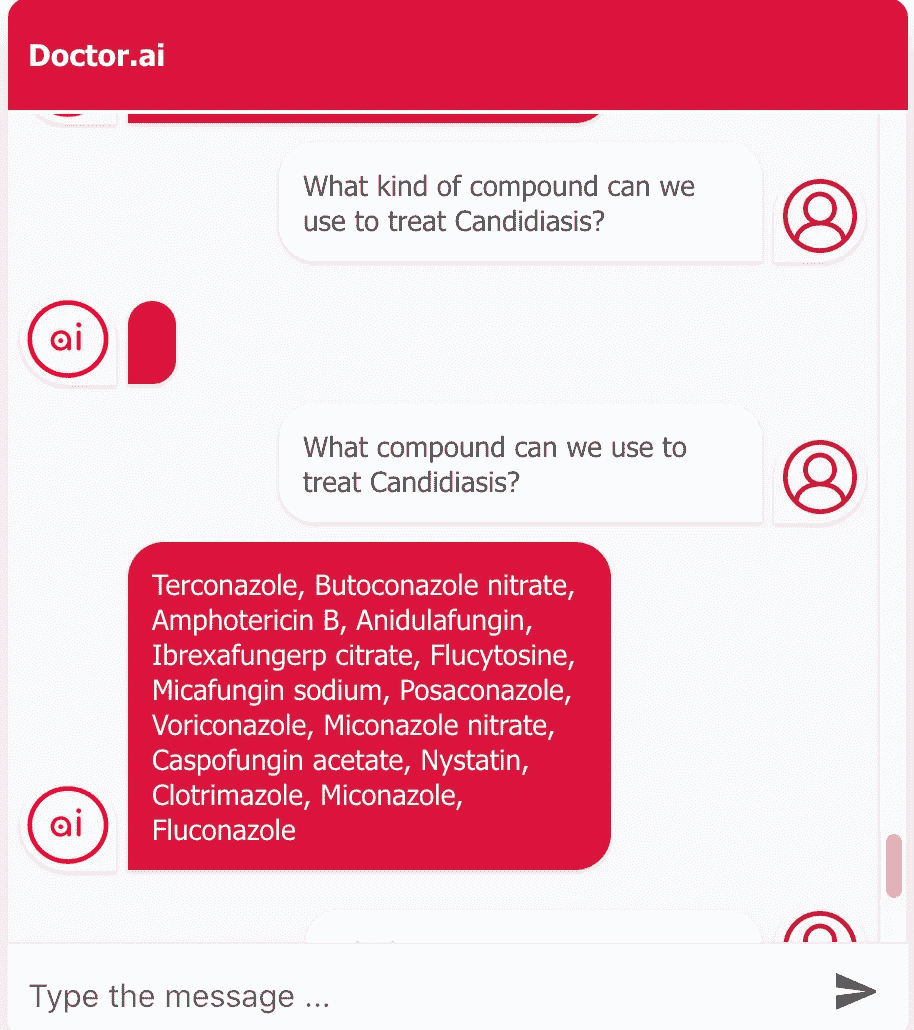 Doctor.ai
What kind of compound can we
use to treat Candidiasis?
ai
What compound can we use to
treat Candidiasis?
Terconazole, Butoconazole nitrate,
Amphotericin B, Anidulafungin,
Ibrexafungerp citrate, Flucytosine,
Micafungin sodium, Posaconazole,
Voriconazole, Miconazole nitrate,
Caspofungin acetate, Nystatin,
Clotrimazole, Miconazole,
Fluconazole
ai
Type the message ...